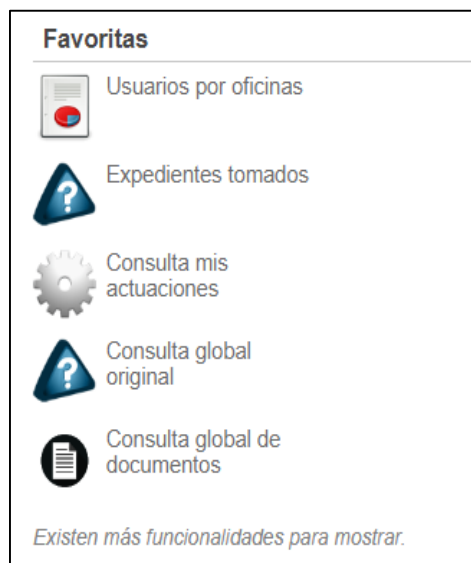 Favoritas
Usuarios por oficinas
Expedientes tomados
Consulta mis
actuaciones
Consulta global
original
Consulta global de
documentos
Existen más funcionalidades para mostrar.